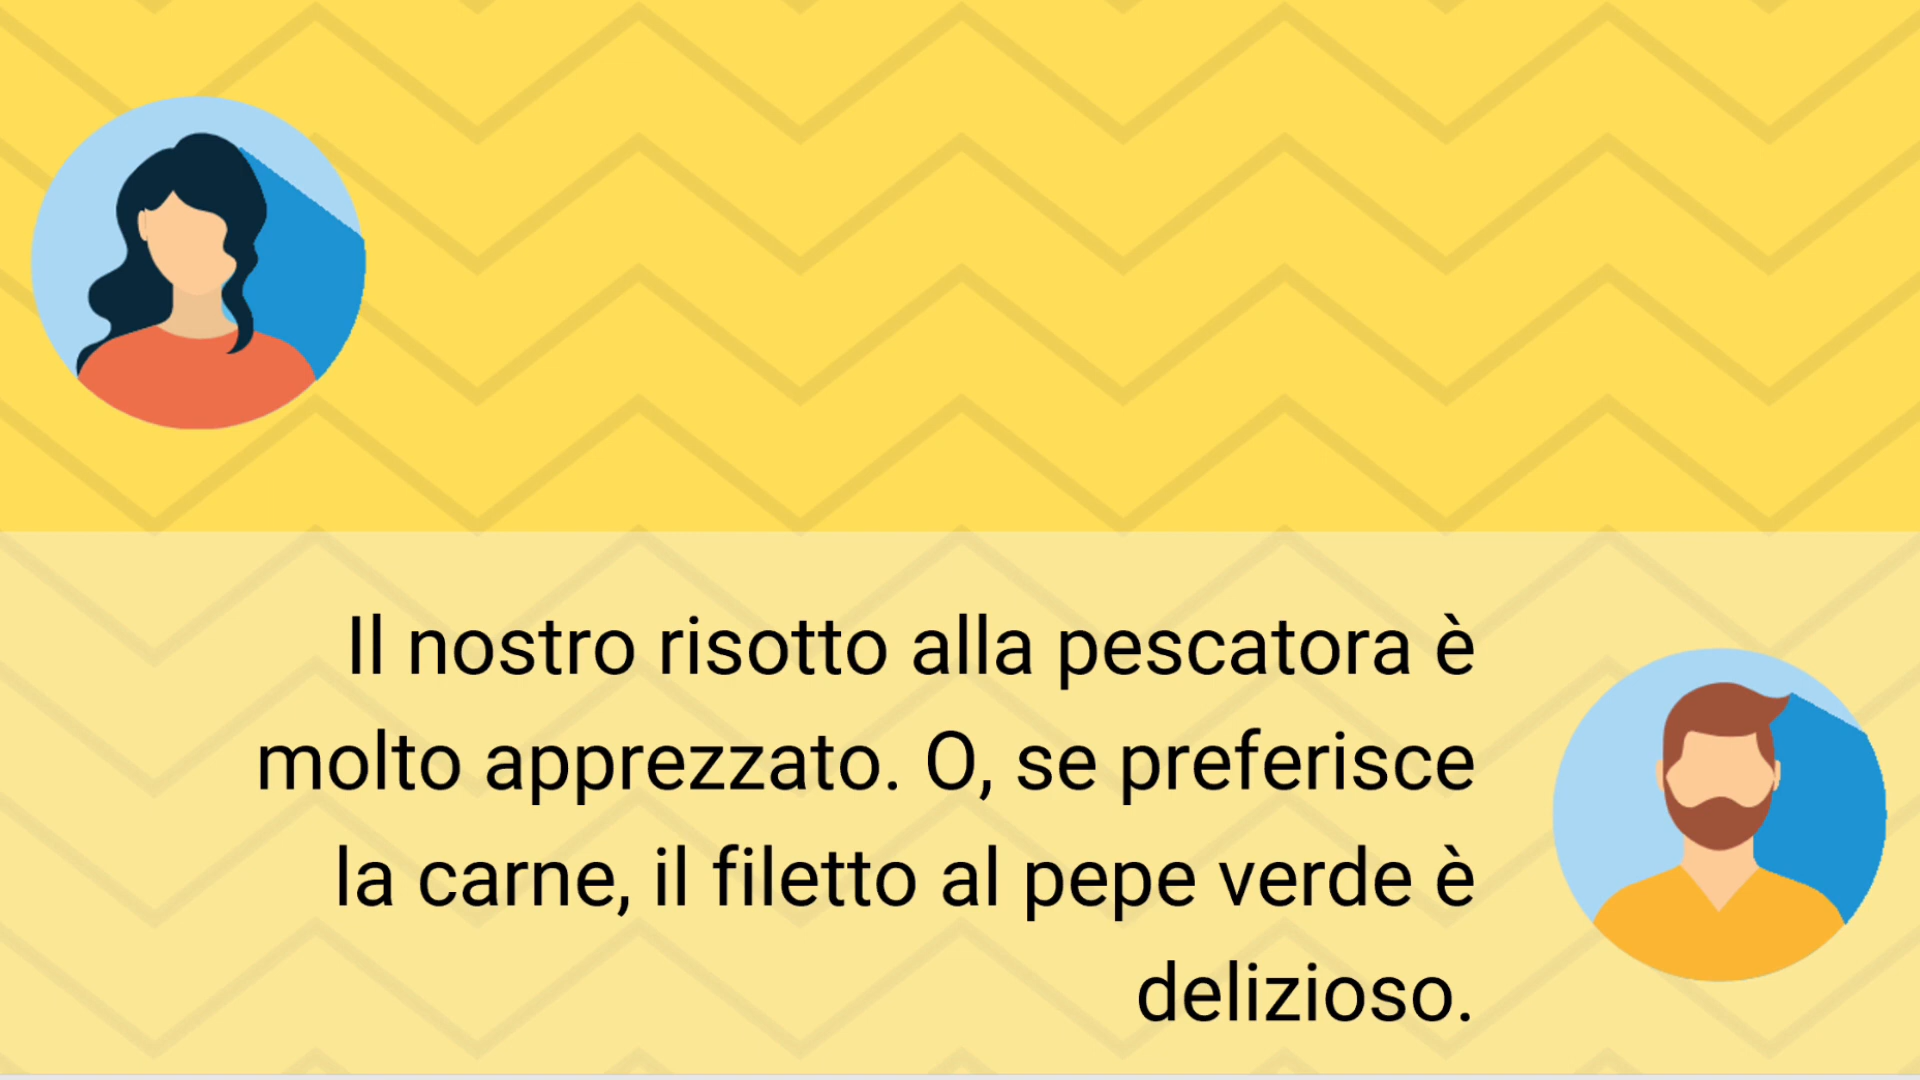 Il nostro risotto alla pescatora è
molto apprezzato. O, se preferisce
la carne, il filetto al pepe verde è
delizioso.